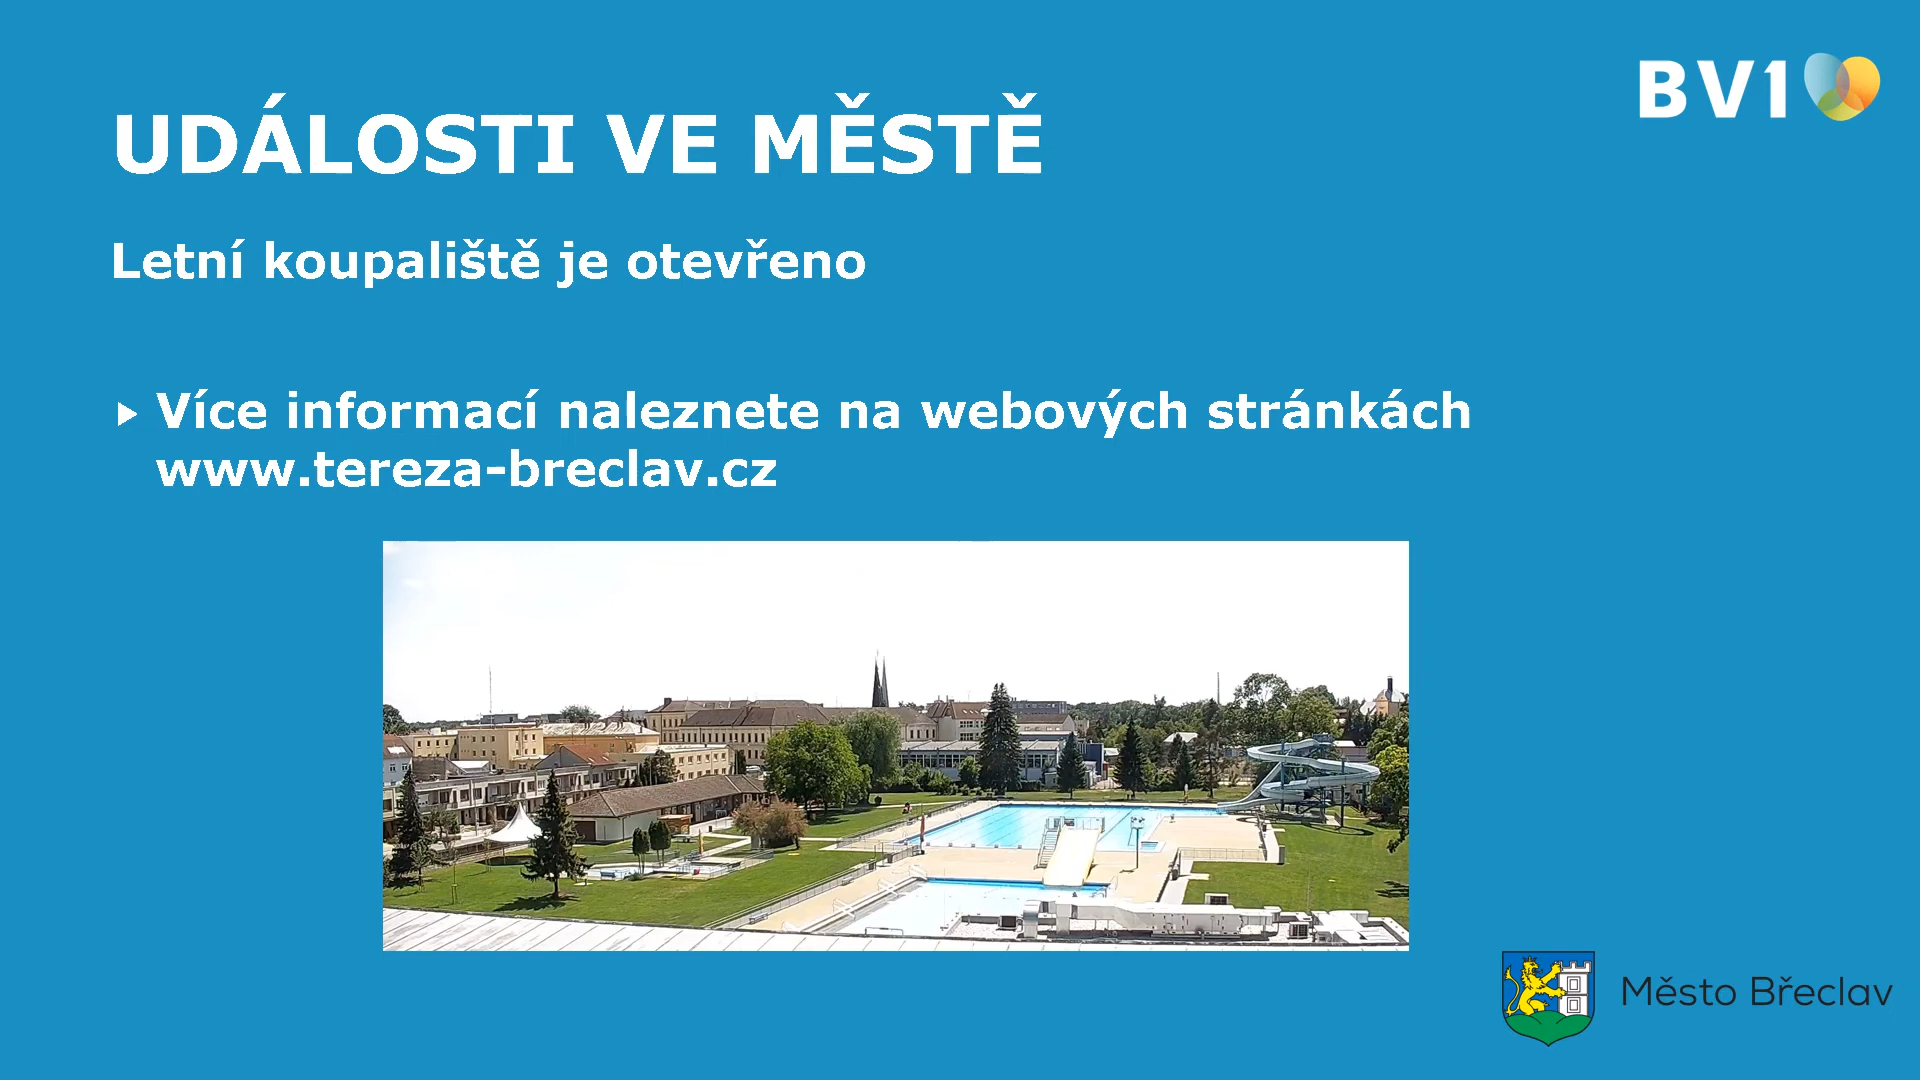 BV1
UDÁLOSTI VE MĚSTĚ
Letní koupaliště je otevřeno
Více informací naleznete na webových stránkách
www.tereza-breclav.cz
Město Břeclav